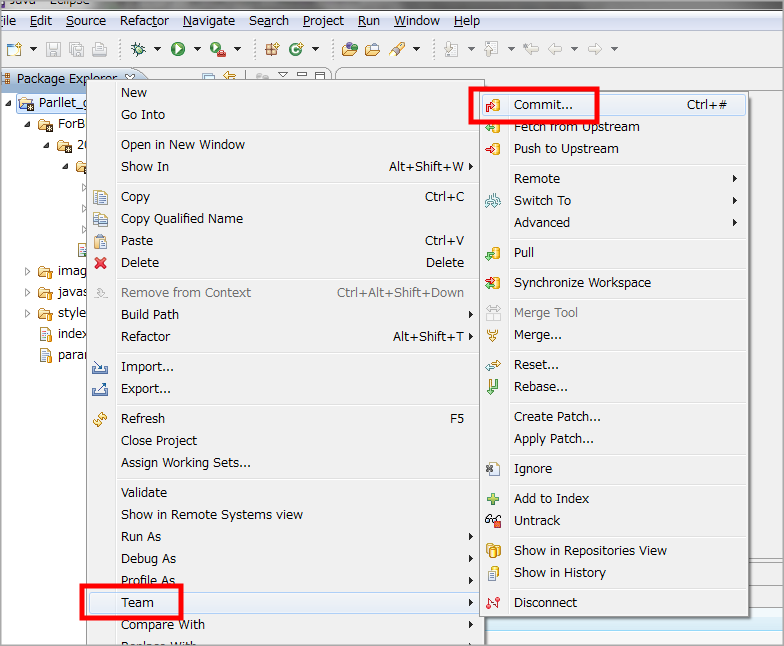 Java - Eclipse
ile Edit Source Refactor Navigate Search Project Run Window Help
Package Explorer
Parllet_g
ForB
20
imag
javas
style
index
paran
New
Go Into
Open in New Window
Show In Alt+Shift+W
Copy Ctrl+C
Copy Qualified Name
Paste Ctrl+V
Delete Delete
Remove from Context Ctrl+Alt+Shift+Down
Build Path
Refactor Alt+Shift+T
Import...
Export...
Refresh F5
Close Project
Assign Working Sets...
Validate
Show in Remote Systems view
Run As
Debug As
Profile As
Team
Compare With
Replace With
Commit... Ctrl+#
Fetch from Upstream
Push to Upstream
Remote
Switch To
Advanced
Pull
Synchronize Workspace
Merge Tool
Merge...
Reset...
Rebase...
Create Patch...
Apply Patch...
Ignore
Add to Index
Untrack
Show in Repositories View
Show in History
Disconnect